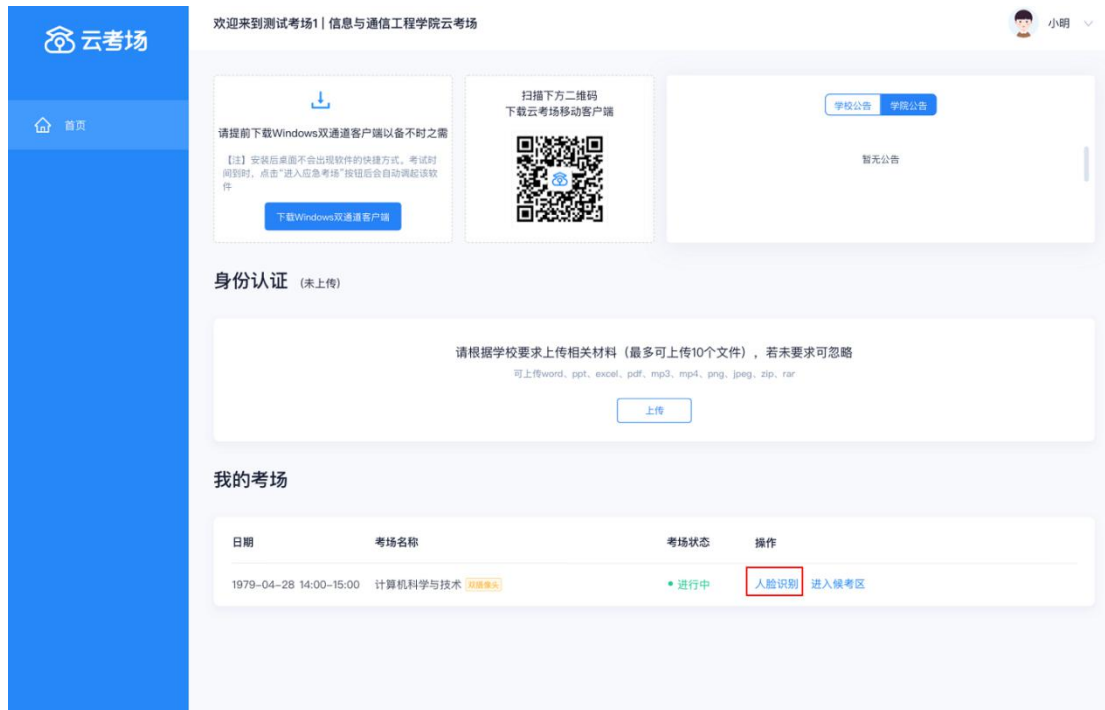 云考场
欢迎来到测试考场1 | 信息与通信工程学院云考场
小明
首页
请提前下载Windows双通道客户端以备不时之需
【注】安装后桌面不会出现软件的快捷方式，考试时
间到时，点击“进入应急考场”按钮后会自动调起该软
件
下载Windows双通道客户端
扫描下方二维码
下载云考场移动客户端
学校公告 学院公告
暂无公告
身份认证 (未上传)
请根据学校要求上传相关材料（最多可上传10个文件），若未要求可忽略
可上传word、ppt、excel、pdf、mp3、mp4、png、jpeg、zip、rar
上传
我的考场
日期 考场名称 考场状态 操作
1979-04-28 14:00-15:00 计算机科学与技术 双摄像头 进行中 人脸识别 进入候考区